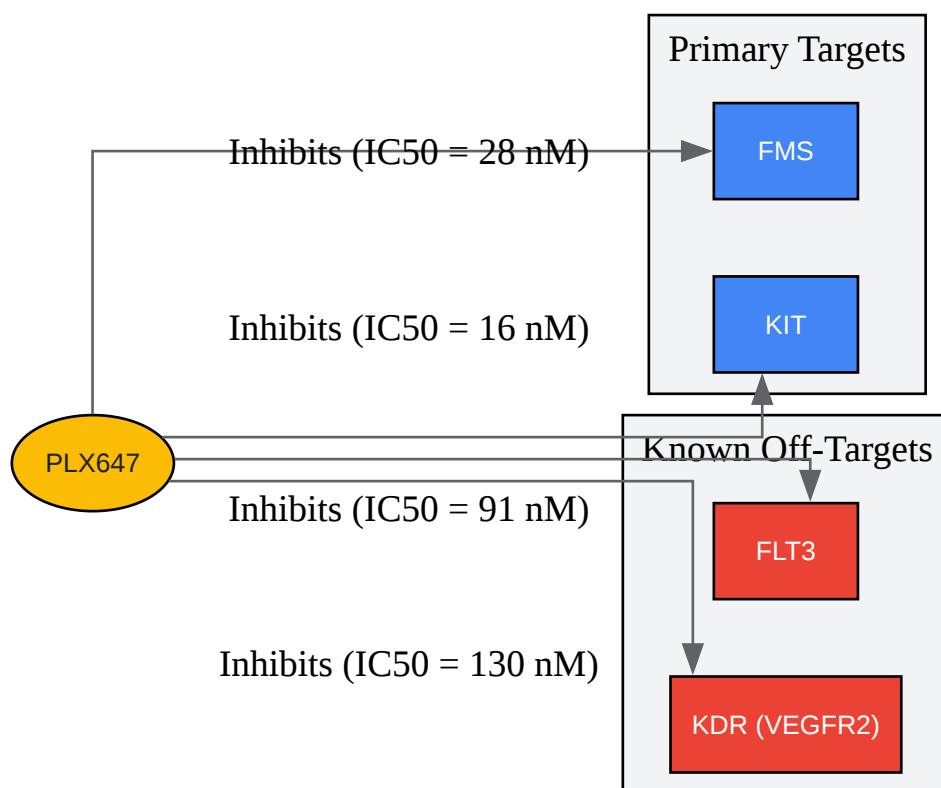 Primary Targets
Inhibits (IC50 = 28 nM)
FMS
Inhibits (IC50 = 16 nM)
KIT
PLX647
Known Off-Targets
Inhibits (IC50 = 91 nM)
FLT3
Inhibits (IC50 = 130 nM)
KDR (VEGFR2)